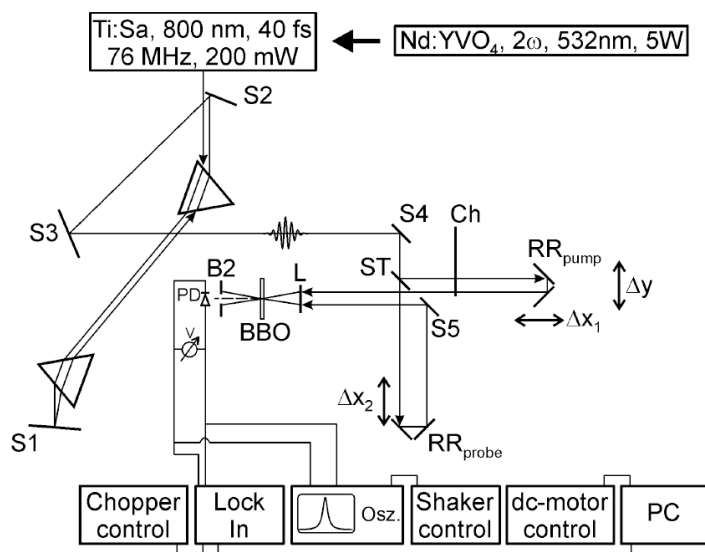 Ti:Sa, 800 nm, 40 fs
76 MHz, 200 mW
Nd:YVO₄, 2ω, 532nm, 5W
S2
S3
S4
Ch
ST
RR_pump
Δy
B2
L
PD
BBO
S5
Δx₁
V
Δx₂
S1
RR_probe
Chopper
control
Lock
In
Osz.
Shaker
control
dc-motor
control
PC